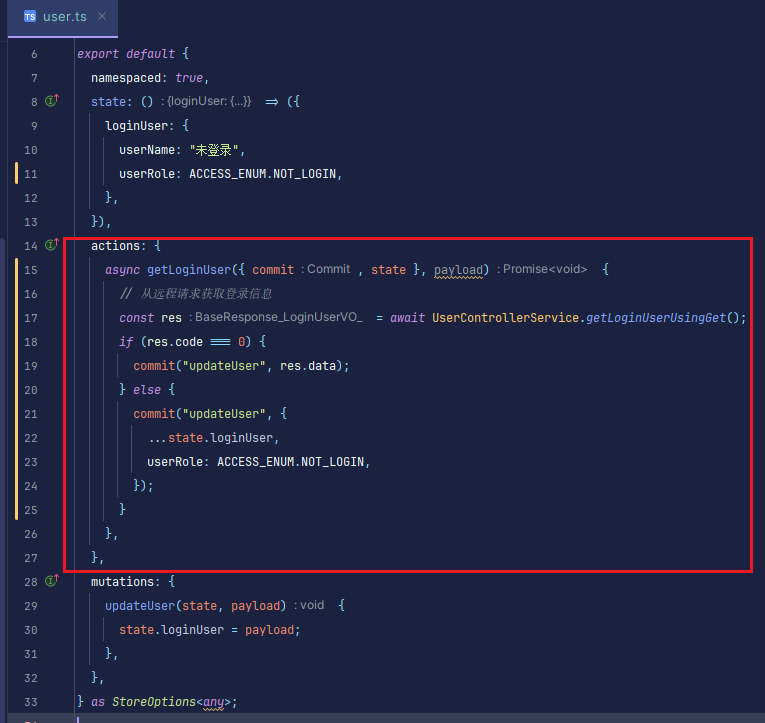 TS user.ts ×
6 export default {
7 namespaced: true,
8 state: () : {loginUser: {...}} => ({
9 loginUser: {
10 userName: "未登录",
11 userRole: ACCESS_ENUM.NOT_LOGIN,
12 },
13 }),
14 actions: {
15 async getLoginUser({ commit : Commit , state }, payload) : Promise<void> {
16 // 从远程请求获取登录信息
17 const res : BaseResponse_LoginUserVO_ = await UserControllerService.getLoginUserUsingGet();
18 if (res.code === 0) {
19 commit("updateUser", res.data);
20 } else {
21 commit("updateUser", {
22 ...state.loginUser,
23 userRole: ACCESS_ENUM.NOT_LOGIN,
24 });
25 }
26 },
27 },
28 mutations: {
29 updateUser(state, payload) : void {
30 state.loginUser = payload;
31 },
32 },
33 } as StoreOptions<any>;